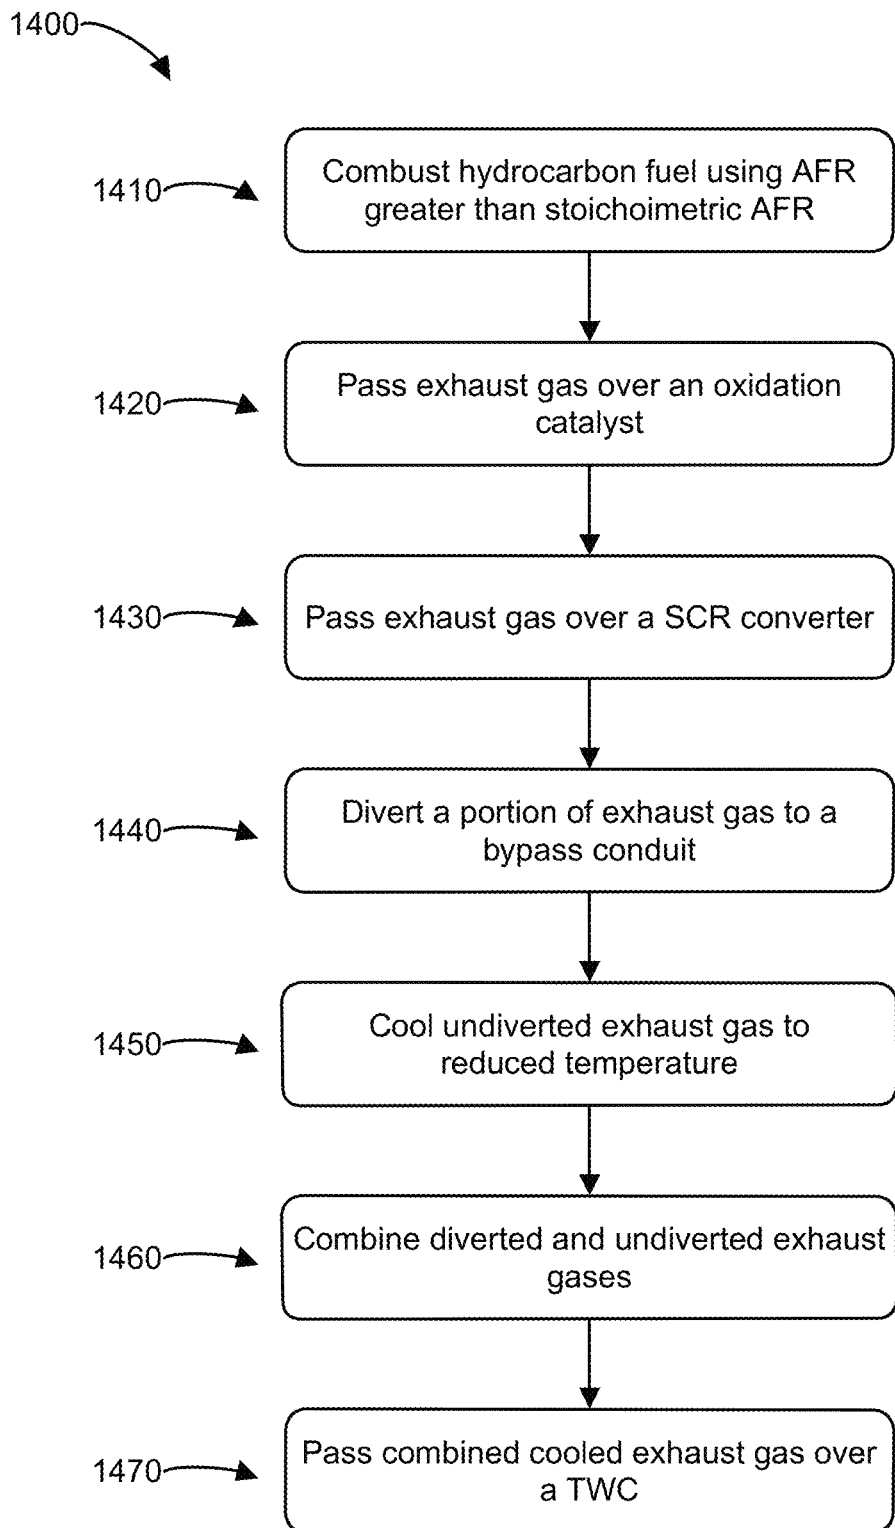 1400
1410
Combust hydrocarbon fuel using AFR
greater than stoichoimetric AFR
1420
Pass exhaust gas over an oxidation
catalyst
1430
Pass exhaust gas over a SCR converter
1440
Divert a portion of exhaust gas to a
bypass conduit
1450
Cool undiverted exhaust gas to
reduced temperature
1460
Combine diverted and undiverted exhaust
gases
1470
Pass combined cooled exhaust gas over
a TWC